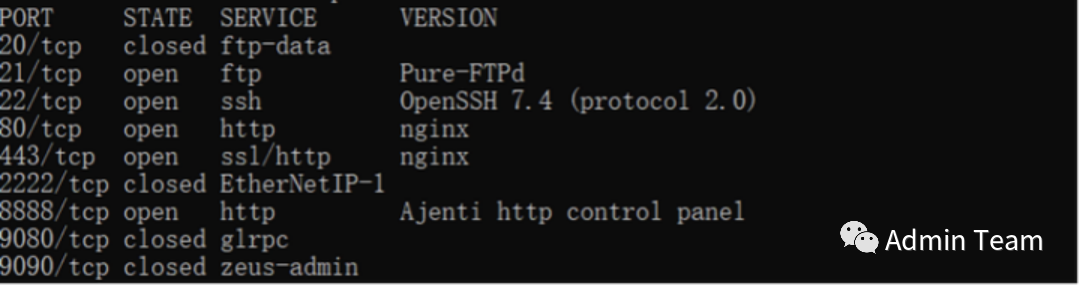 PORT STATE SERVICE VERSION
20/tcp closed ftp-data
21/tcp open ftp Pure-FTPd
22/tcp open ssh OpenSSH 7.4 (protocol 2.0)
80/tcp open http nginx
443/tcp open ssl/http nginx
2222/tcp closed EtherNetIP-1
8888/tcp open http Ajenti http control panel
9080/tcp closed glrpc
9090/tcp closed zeus-admin
Admin Team